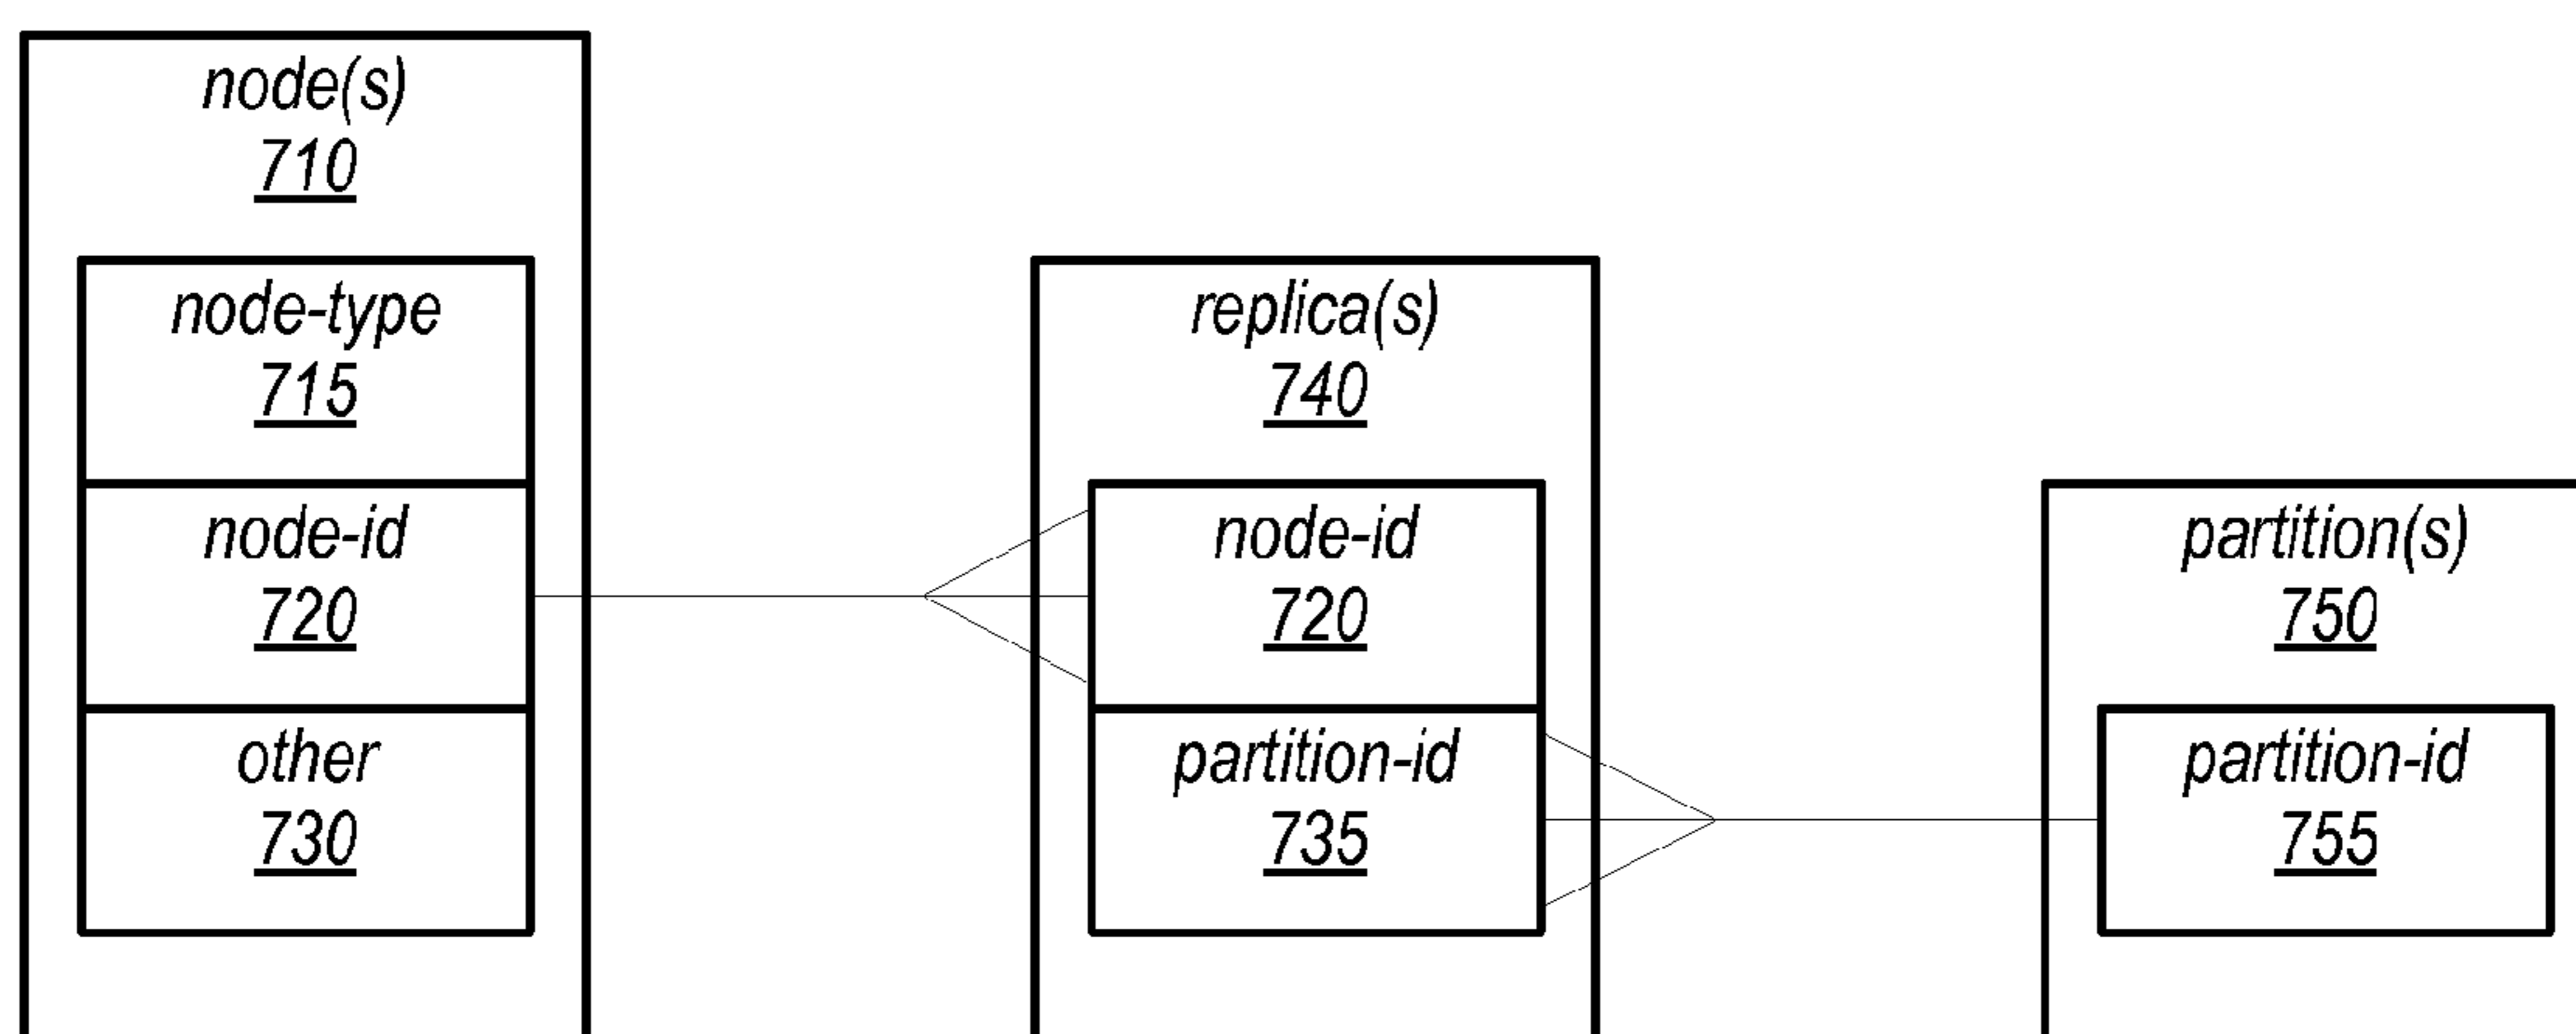 node(s)
710
node-type
715
node-id
720
other
730
replica(s)
740
node-id
720
partition-id
735
partition(s)
750
partition-id
755